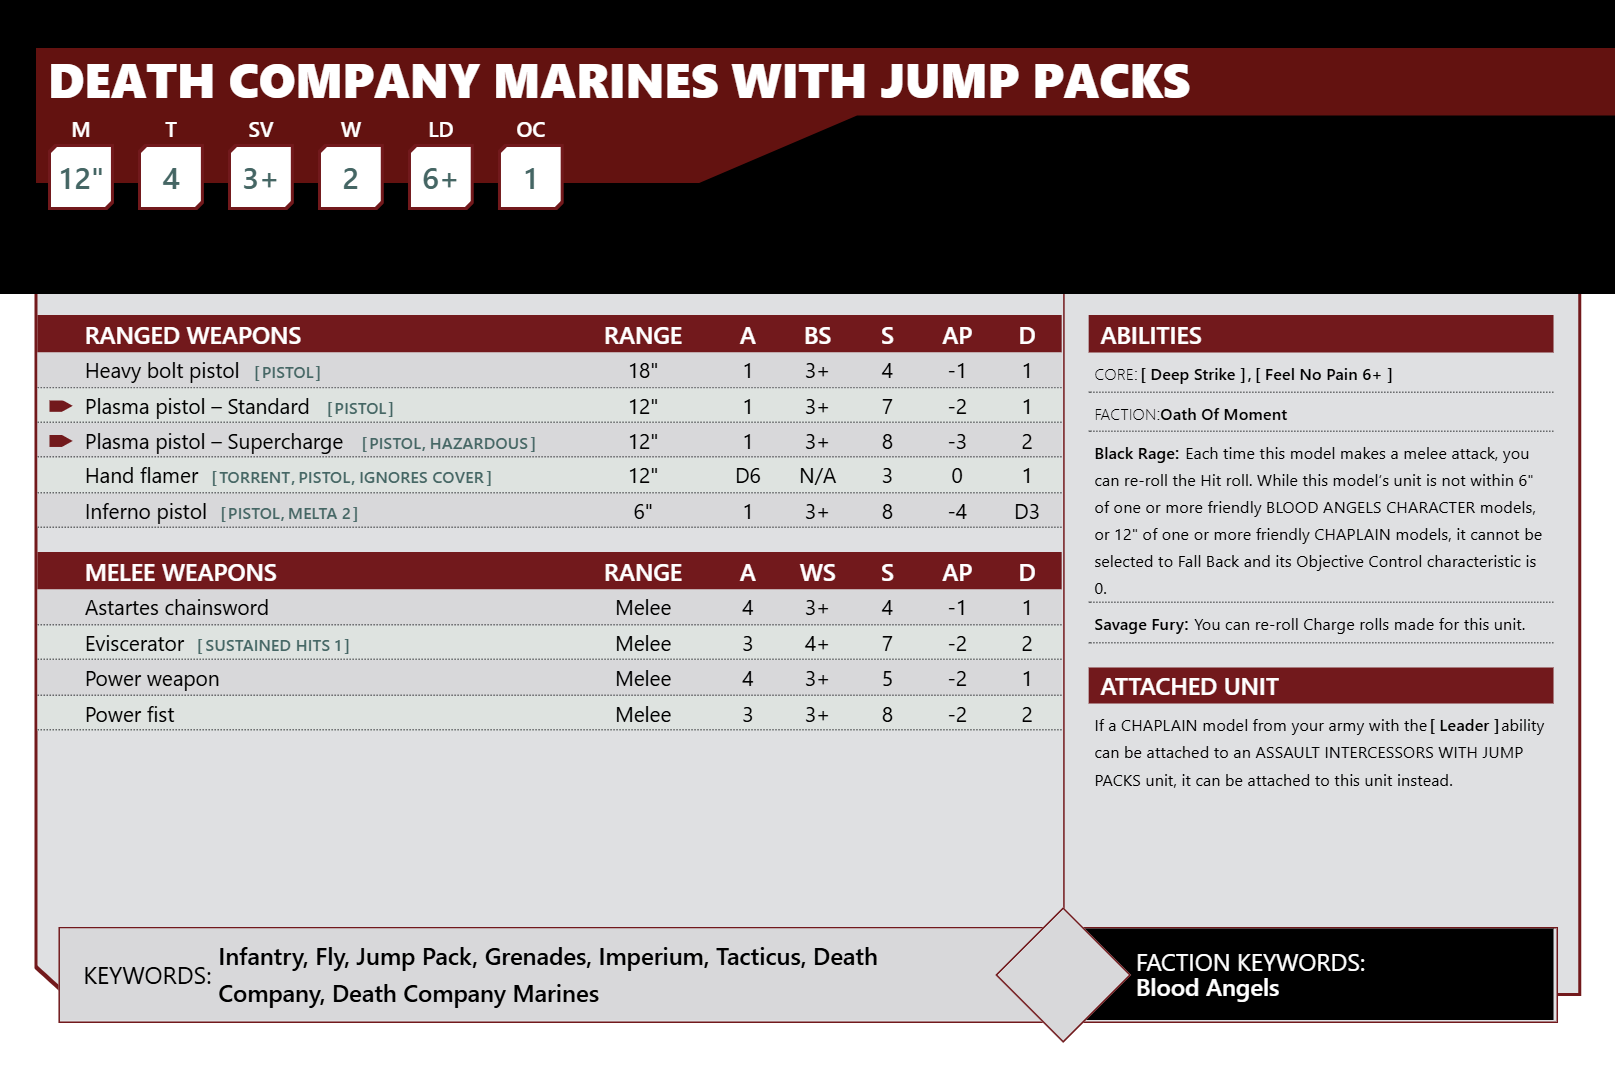 DEATH COMPANY MARINES WITH JUMP PACKS
M T SV W LD OC
12" 4 3+ 2 6+ 1
RANGED WEAPONS RANGE A BS S AP D
Heavy bolt pistol [PISTOL] 18" 1 3+ 4 -1 1
Plasma pistol – Standard [PISTOL] 12" 1 3+ 7 -2 1
Plasma pistol – Supercharge [PISTOL, HAZARDOUS] 12" 1 3+ 8 -3 2
Hand flamer [TORRENT, PISTOL, IGNORES COVER] 12" D6 N/A 3 0 1
Inferno pistol [PISTOL, MELTA 2] 6" 1 3+ 8 -4 D3
MELEE WEAPONS RANGE A WS S AP D
Astartes chainsword Melee 4 3+ 4 -1 1
Eviscerator [SUSTAINED HITS 1] Melee 3 4+ 7 -2 2
Power weapon Melee 4 3+ 5 -2 1
Power fist Melee 3 3+ 8 -2 2
ABILITIES
CORE: [ Deep Strike ], [ Feel No Pain 6+ ]
FACTION:Oath Of Moment
Black Rage: Each time this model makes a melee attack, you
can re-roll the Hit roll. While this model's unit is not within 6"
of one or more friendly BLOOD ANGELS CHARACTER models,
or 12" of one or more friendly CHAPLAIN models, it cannot be
selected to Fall Back and its Objective Control characteristic is
0.
Savage Fury: You can re-roll Charge rolls made for this unit.
ATTACHED UNIT
If a CHAPLAIN model from your army with the [ Leader ] ability
can be attached to an ASSAULT INTERCESSORS WITH JUMP
PACKS unit, it can be attached to this unit instead.
KEYWORDS: Infantry, Fly, Jump Pack, Grenades, Imperium, Tacticus, Death
Company, Death Company Marines
FACTION KEYWORDS:
Blood Angels